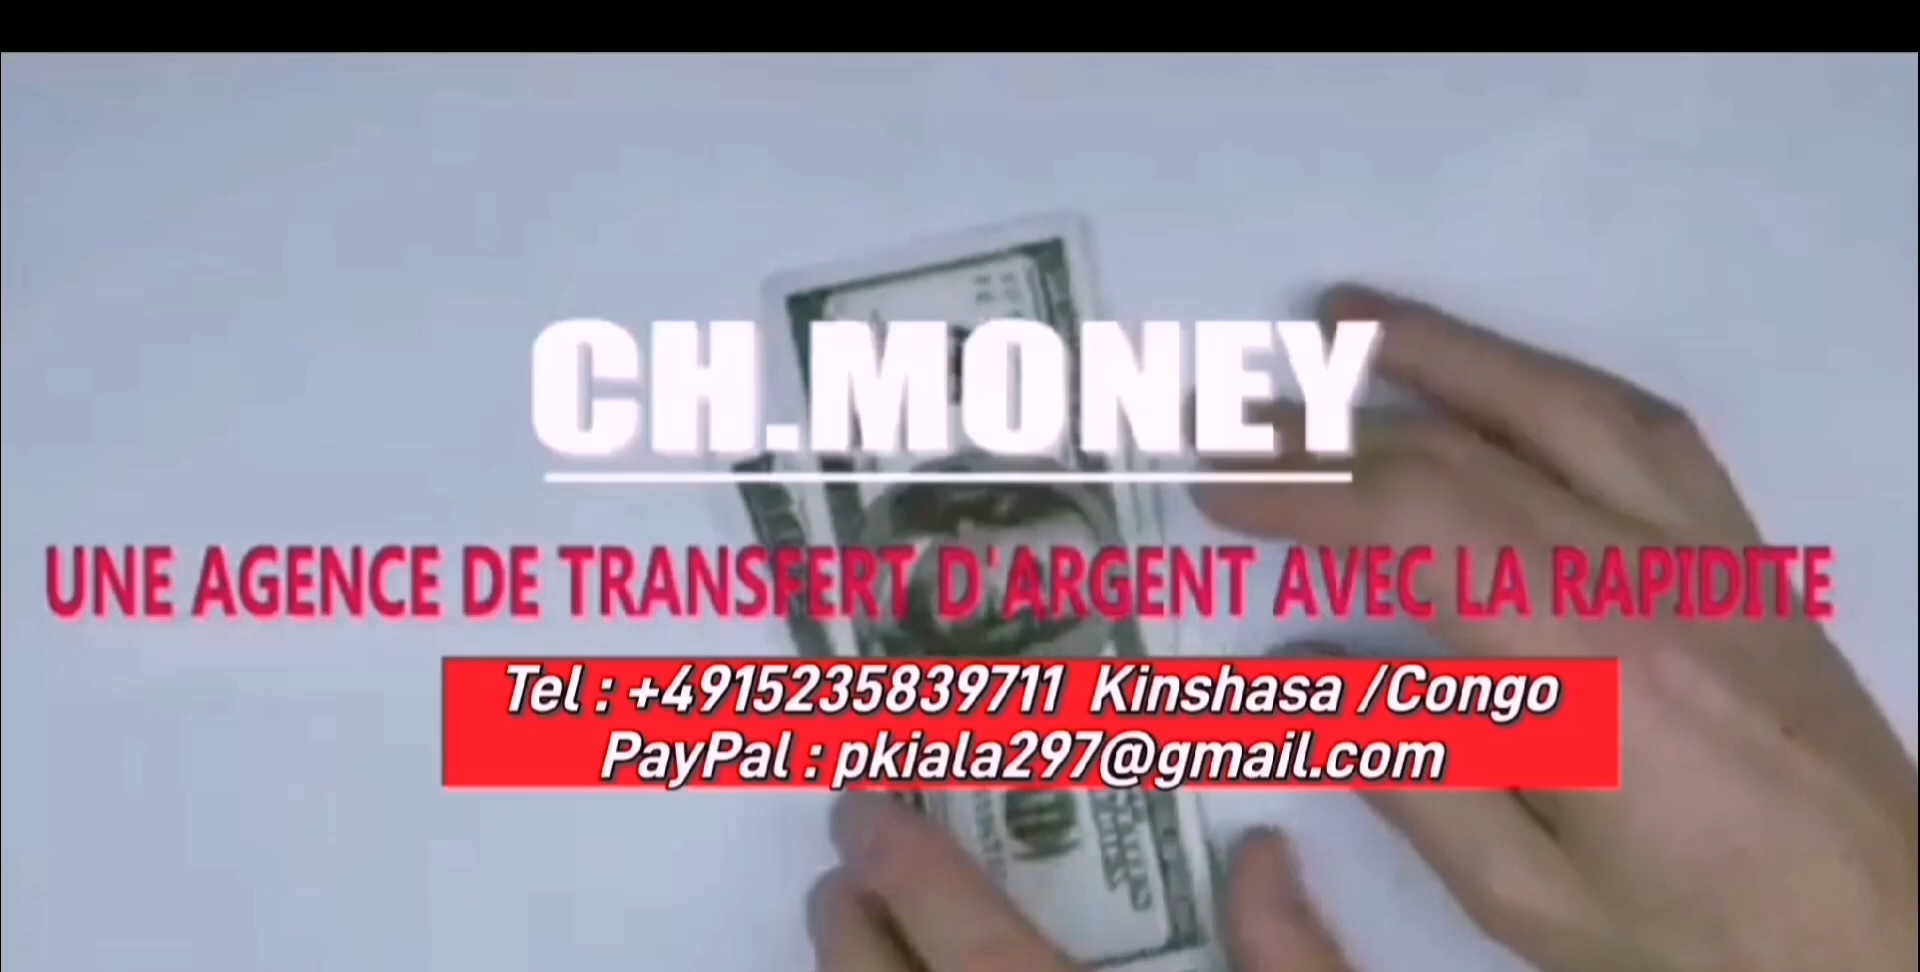 CH.MONEY
UNE AGENCE DE TRANSFERT D'ARGENT AVEC LA RAPIDITE
Tel : +4915235839711 Kinshasa /Congo
PayPal : pkiala297@gmail.com